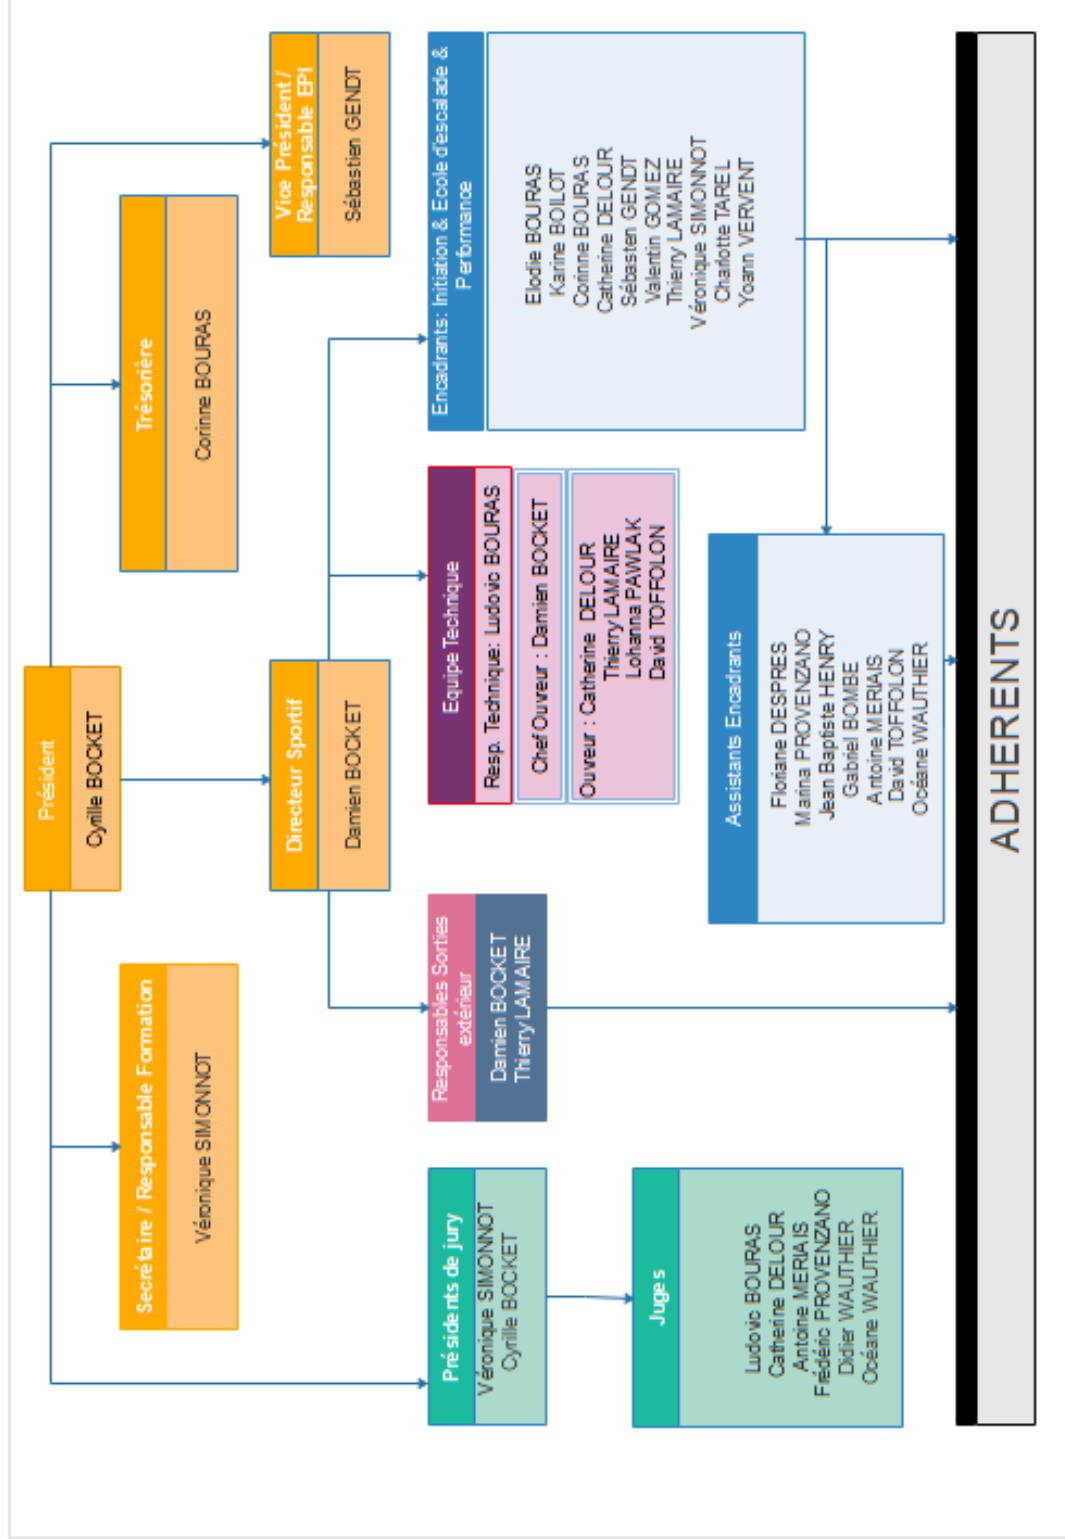 Président
Cyrille BOCKET
Secrétaire / Responsable Formation
Véronique SIMONNOT
Trésorière
Corinne BOURAS
Directeur Sportif
Damien BOCKET
Vice Président /
Responsable EPI
Sébastien GENDT
Présidents de jury
Véronique SIMONNOT
Cyrille BOCKET
Responsables Sorties
extérieur
Damien BOCKET
Thierry LAMAIRE
Equipe Technique
Resp. Technique: Ludovic BOURAS
Chef Ouvreur : Damien BOCKET
Ouvreur : Catherine DELOUR
Thierry LAMAIRE
Lohanna PAWLAK
David TOFFOLON
Encadrants: Initiation & Ecole d'escalade &
Performance
Elodie BOURAS
Karine BOILOT
Corinne BOURAS
Catherine DELOUR
Sébasten GENDT
Valentin GOMEZ
Thierry LAMAIRE
Véronique SIMONNOT
Charlotte TAREL
Yoann VERVENT
Juges
Ludovic BOURAS
Catherine DELOUR
Antoine MERIAIS
Frédéric PROVENZANO
Didier WAUTHIER
Océane WAUTHIER
Assistants Encadrants
Floriane DESPRES
Marina PROVENZANO
Jean Baptiste HENRY
Gabriel BOMBE
Antoine MERIAIS
David TOFFOLON
Océane WAUTHIER
ADHERENTS